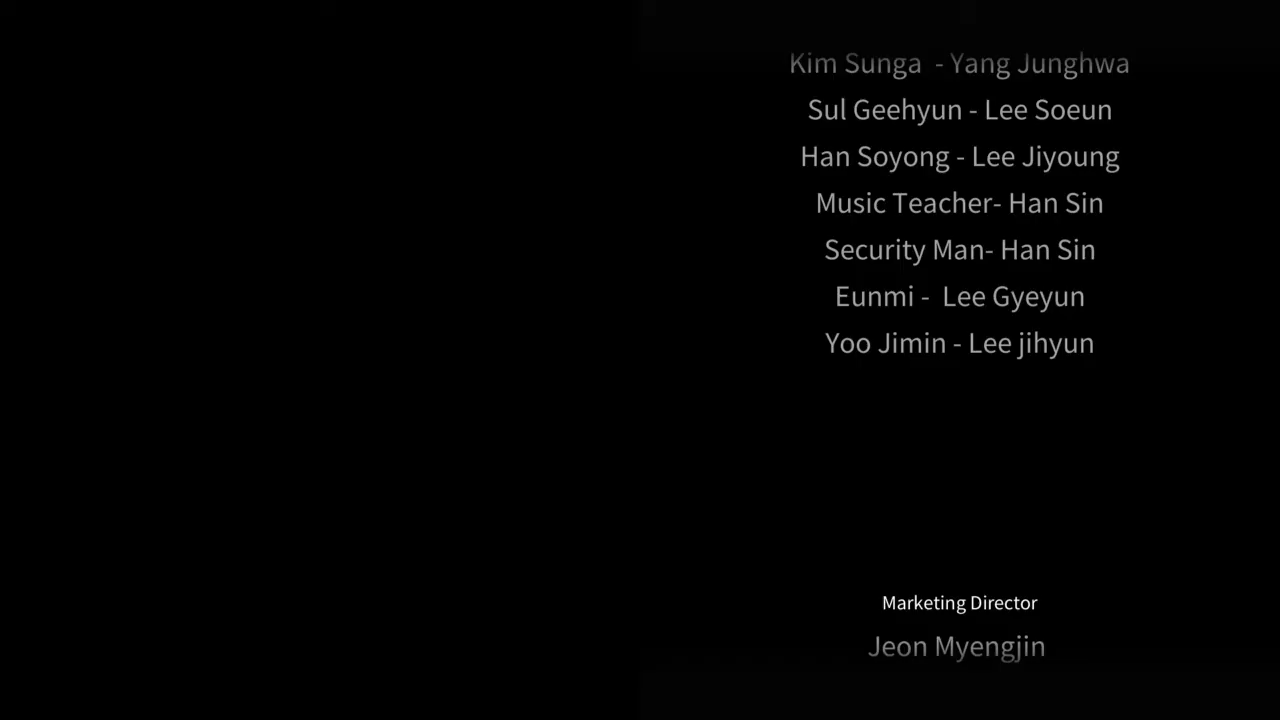 Kim Sunga  - Yang Junghwa
Sul Geehyun - Lee Soeun
Han Soyong - Lee Jiyoung
Music Teacher- Han Sin
Security Man- Han Sin
Eunmi -  Lee Gyeyun
Yoo Jimin - Lee jihyun
Marketing Director
Jeon Myengjin